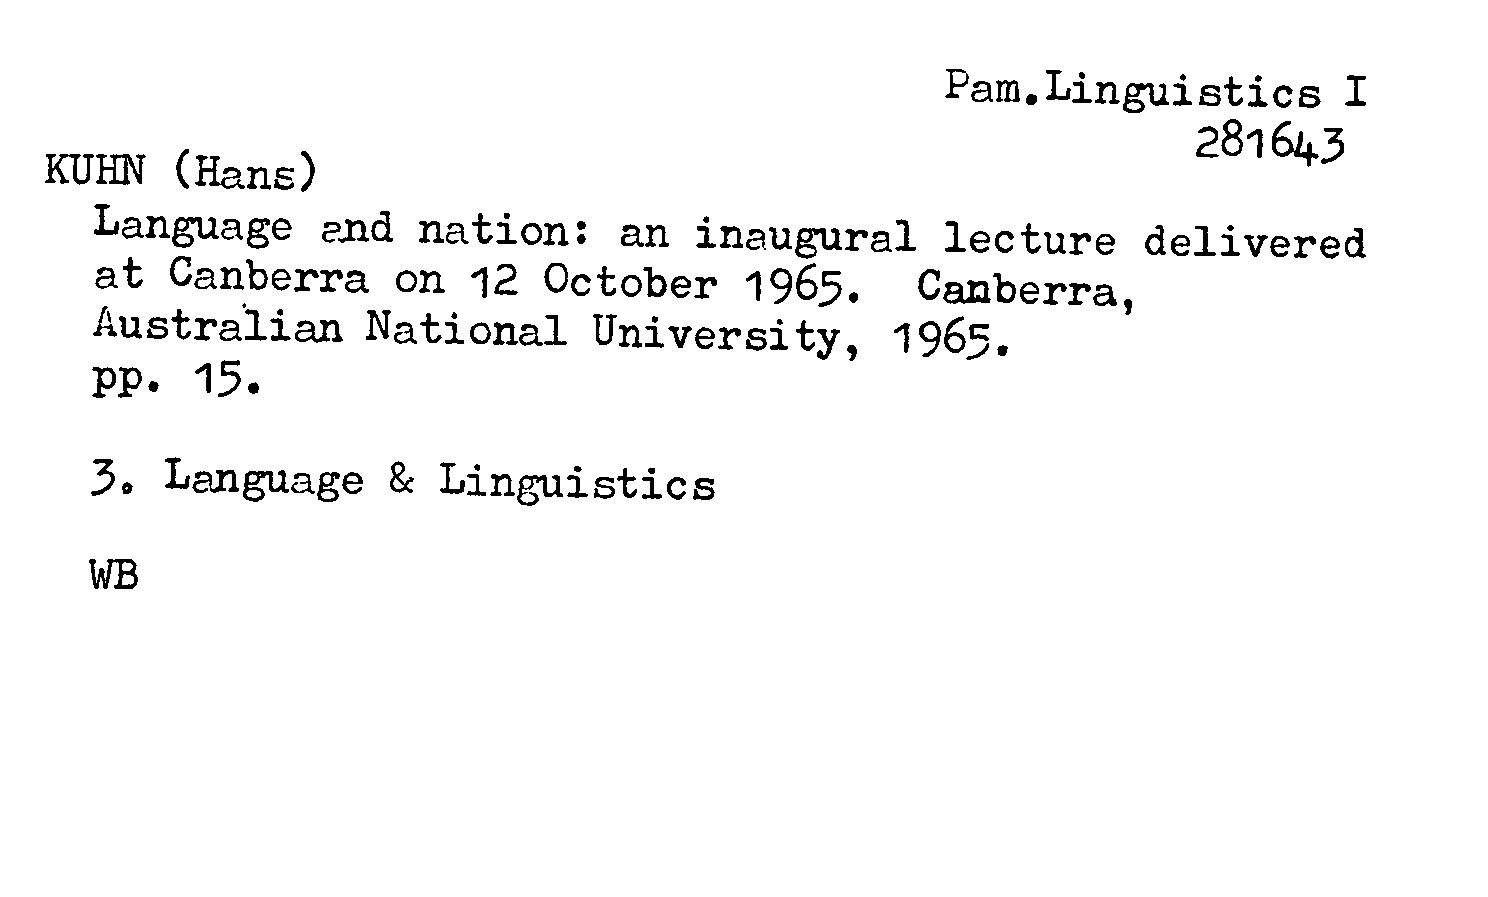 Pam.Linguistics I
281643
KUHN (Hans)
Language and nation: an inaugural lecture delivered
at Canberra on 12 October 1965. Canberra,
Australian National University, 1965.
pp. 15.
3. Language & Linguistics
WB